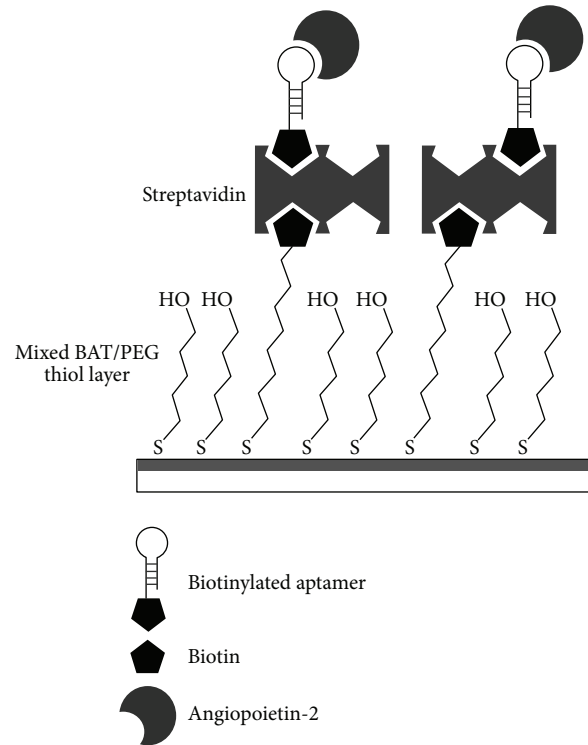 Streptavidin
HO HO HO HO HO HO
Mixed BAT/PEG
thiol layer
S S S S S S S S
Biotinylated aptamer
Biotin
Angiopoietin-2